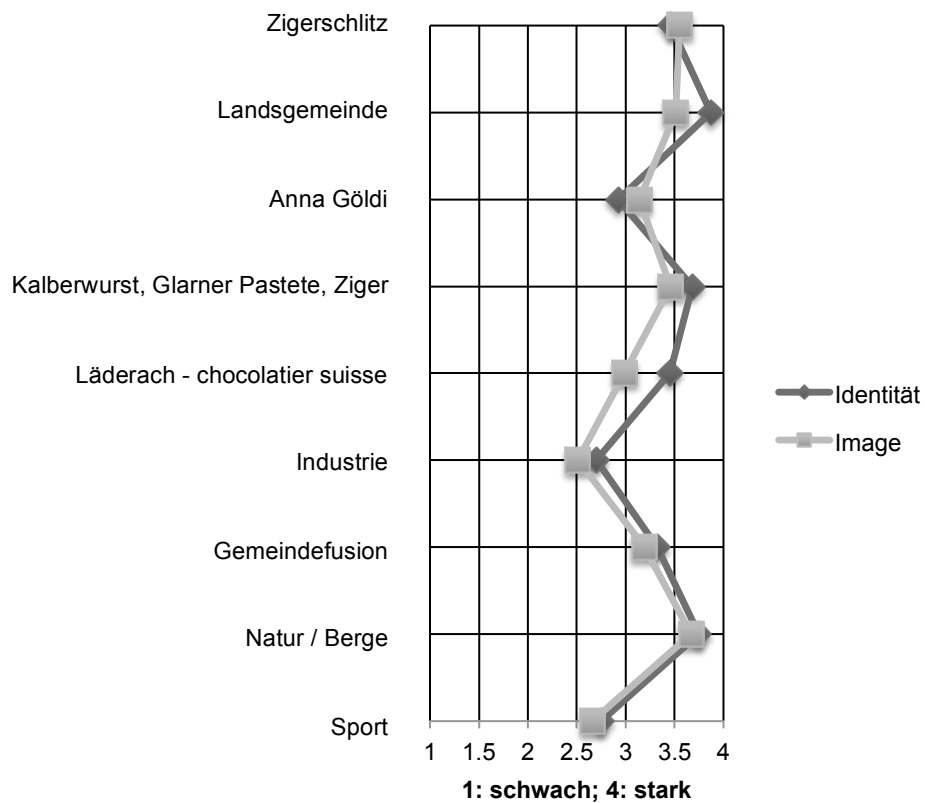 Zigerschlitz
Landsgemeinde
Anna Göldi
Kalberwurst, Glarner Pastete, Ziger
Läderach - chocolatier suisse
Industrie
Gemeindefusion
Natur / Berge
Sport
Identität
Image
1 1.5 2 2.5 3 3.5 4
1: schwach; 4: stark